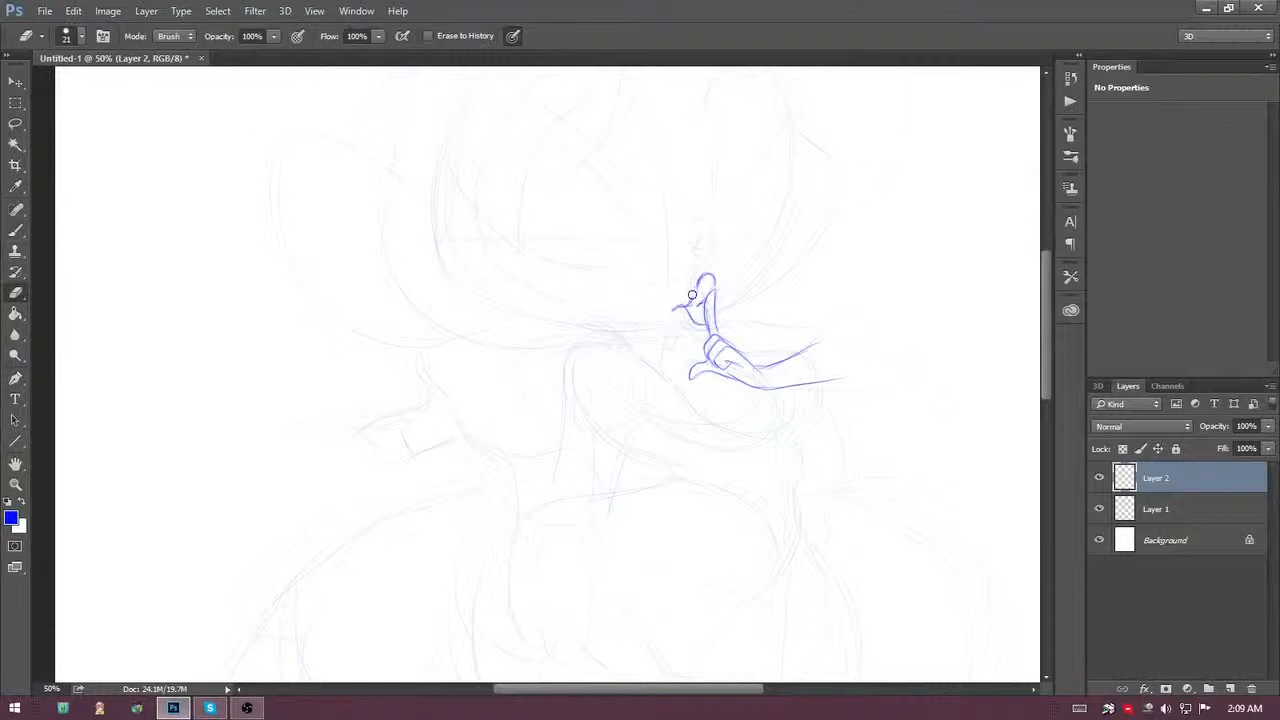 Ps File Edit Image Layer Type Select Filter 3D View Window Help
21 Mode: Brush Opacity: 100% Flow: 100% Erase to History 3D
Untitled-1 @ 50% (Layer 2, RGB/8) * ×
Properties
No Properties
3D Layers Channels
Kind
Normal Opacity: 100%
Lock: Fill: 100%
Layer 2
Layer 1
Background
50% Doc: 24.1M/19.7M
2:09 AM